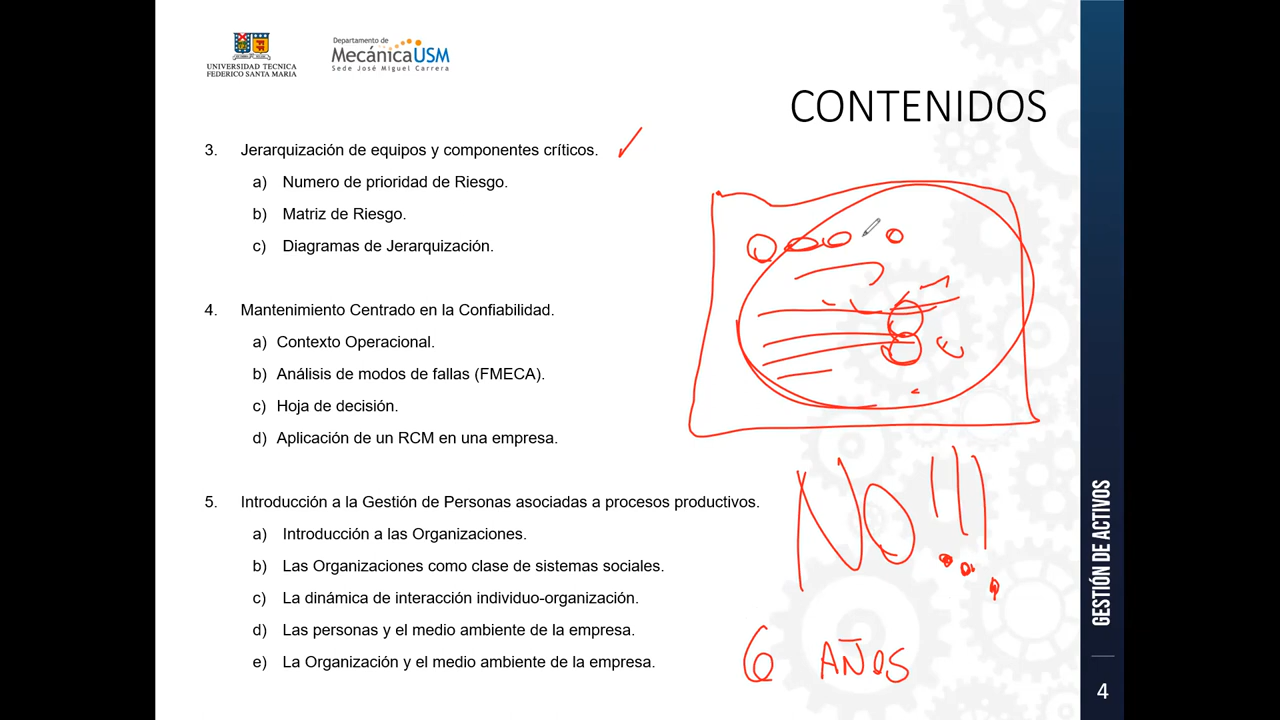 UNIVERSIDAD TECNICA
FEDERICO SANTA MARIA
Departamento de
MecánicaUSM
Sede José Miguel Carrera
CONTENIDOS
3. Jerarquización de equipos y componentes críticos.
a) Numero de prioridad de Riesgo.
b) Matriz de Riesgo.
c) Diagramas de Jerarquización.
4. Mantenimiento Centrado en la Confiabilidad.
a) Contexto Operacional.
b) Análisis de modos de fallas (FMECA).
c) Hoja de decisión.
d) Aplicación de un RCM en una empresa.
5. Introducción a la Gestión de Personas asociadas a procesos productivos.
a) Introducción a las Organizaciones.
b) Las Organizaciones como clase de sistemas sociales.
c) La dinámica de interacción individuo-organización.
d) Las personas y el medio ambiente de la empresa.
e) La Organización y el medio ambiente de la empresa.
NO!!!
6 AÑOS
GESTIÓN DE ACTIVOS
4